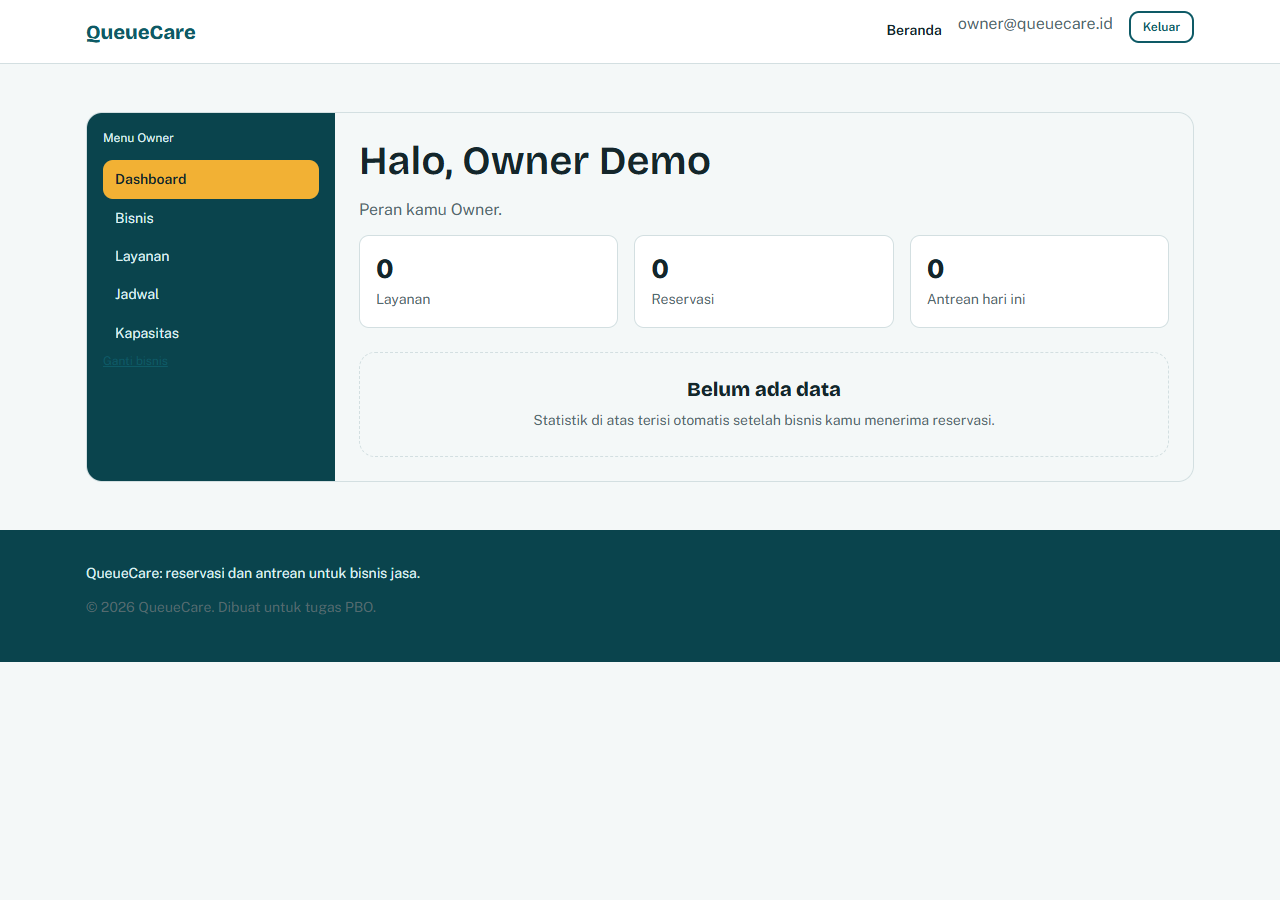 QueueCare
Beranda
owner@queuecare.id
Keluar
Menu Owner
Dashboard
Bisnis
Layanan
Jadwal
Kapasitas
Ganti bisnis
Halo, Owner Demo
Peran kamu Owner.
0
Layanan
0
Reservasi
0
Antrean hari ini
Belum ada data
Statistik di atas terisi otomatis setelah bisnis kamu menerima reservasi.
QueueCare: reservasi dan antrean untuk bisnis jasa.
© 2026 QueueCare. Dibuat untuk tugas PBO.